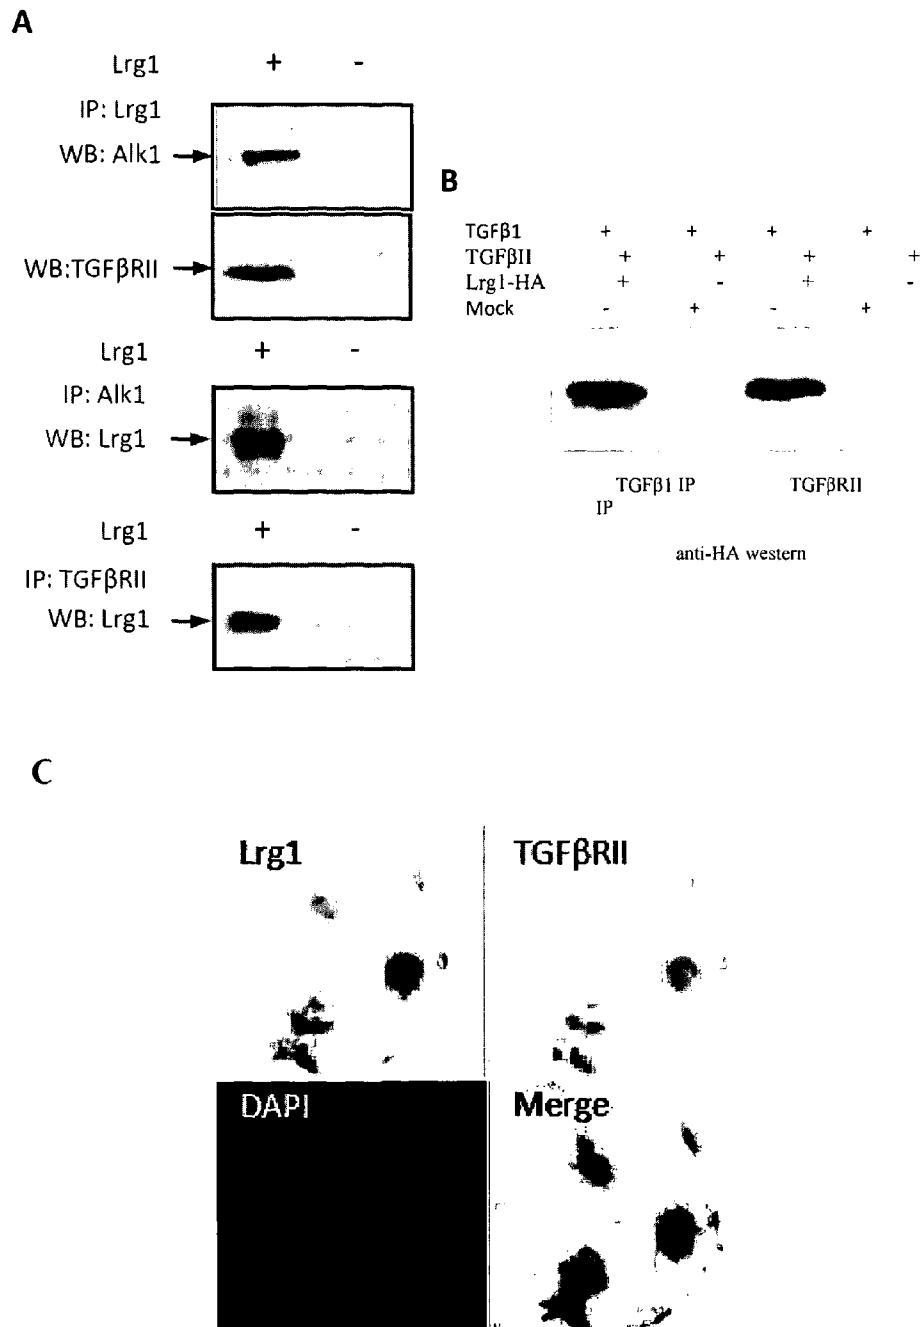 A
Lrg1 + -
IP: Lrg1
WB: Alk1
WB:TGFβRII
Lrg1 + -
IP: Alk1
WB: Lrg1
Lrg1 + -
IP: TGFβRII
WB: Lrg1
B
TGFβ1 + + + +
TGFβII + + + +
Lrg1-HA + - + -
Mock - + - +
TGFβ1 IP TGFβRII
IP
anti-HA western
C
Lrg1 TGFβRII
DAPI Merge